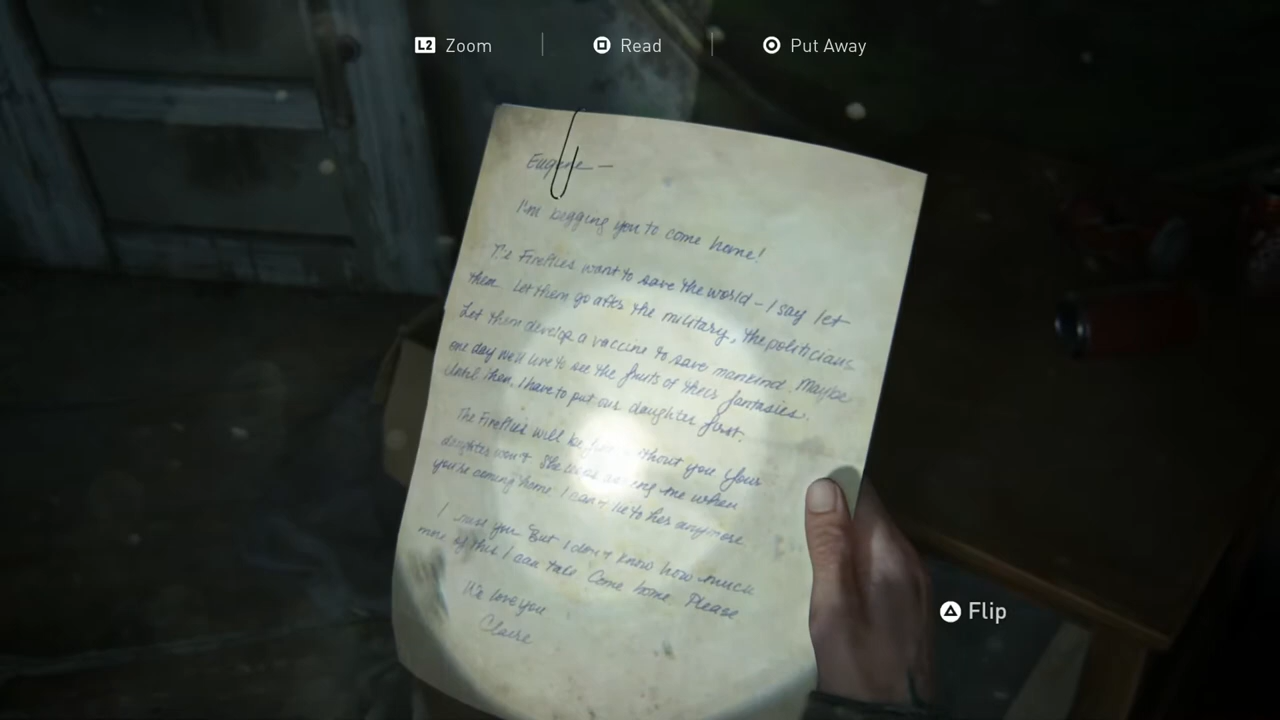 L2 Zoom
Read
Put Away
Eugene —
I'm begging you to come home!
The Fireflies want to save the world – I say let
them. Let them go after the military, the politicians.
Let them develop a vaccine to save mankind. Maybe
one day we'll live to see the fruits of their fantasies.
Until then, I have to put our daughter first.
The Fireflies will be fine without you. Your
daughter won't. She keeps asking me when
you're coming home. I can't lie to her anymore
I miss you. But I don't know how much
more of this I can take. Come home. Please
We love you
Claire
Flip